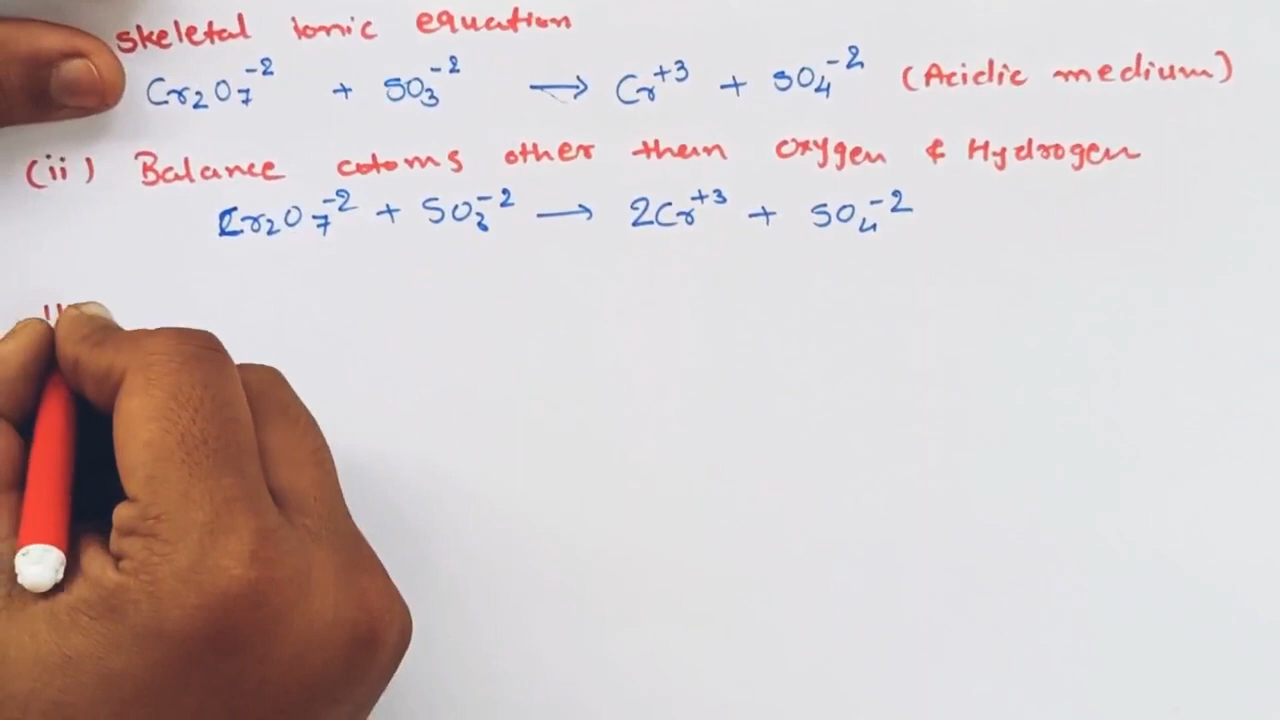 skeletal ionic equation
Cr₂O₇⁻² + SO₃⁻² → Cr⁺³ + SO₄⁻² (Acidic medium)
(ii) Balance atoms other then oxygen & Hydrogen
Cr₂O₇⁻² + SO₃⁻² → 2Cr⁺³ + SO₄⁻²